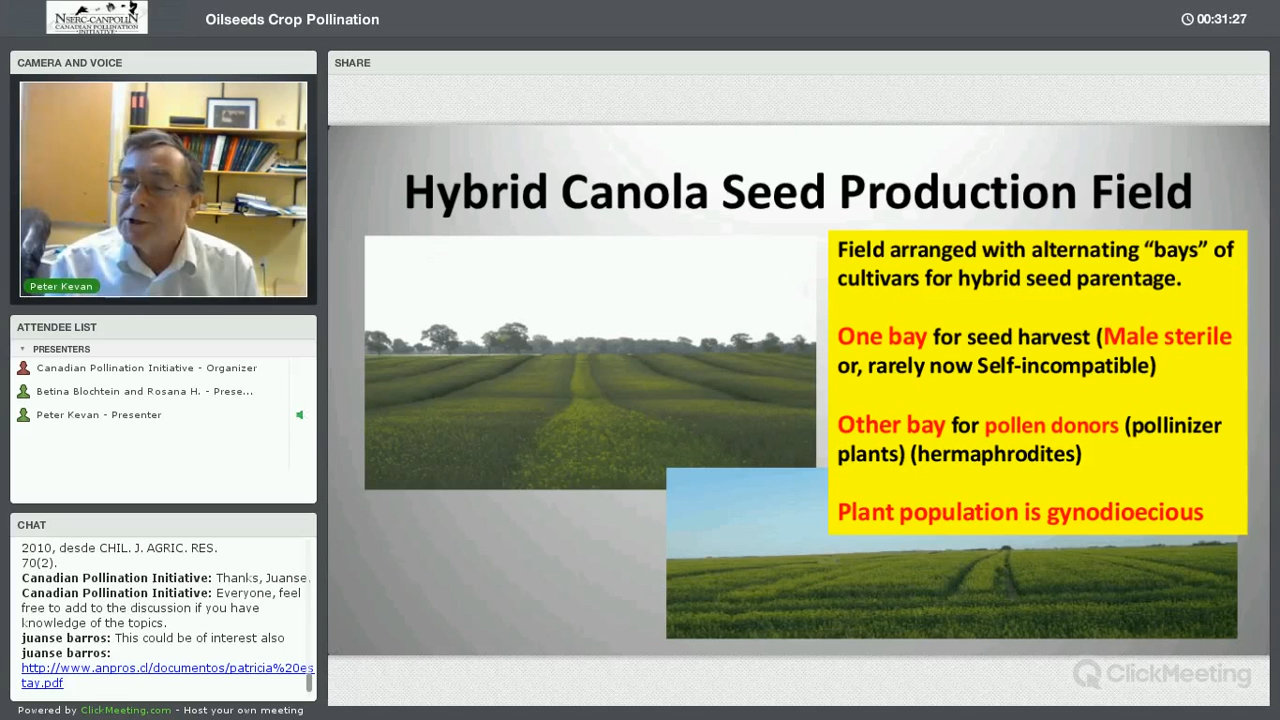 NSERC-CANPOLIN
CANADIAN POLLINATION
INITIATIVE
Oilseeds Crop Pollination
00:31:27
CAMERA AND VOICE
Peter Kevan
ATTENDEE LIST
PRESENTERS
Canadian Pollination Initiative - Organizer
Betina Blochtein and Rosana H. - Prese...
Peter Kevan - Presenter
CHAT
2010, desde CHIL. J. AGRIC. RES.
70(2).
Canadian Pollination Initiative: Thanks, Juanse.
Canadian Pollination Initiative: Everyone, feel
free to add to the discussion if you have
knowledge of the topics.
juanse barros: This could be of interest also
juanse barros:
http://www.anpros.cl/documentos/patricia%20es
tay.pdf
Powered by ClickMeeting.com - Host your own meeting
SHARE
Hybrid Canola Seed Production Field
Field arranged with alternating “bays” of
cultivars for hybrid seed parentage.
One bay for seed harvest (Male sterile
or, rarely now Self-incompatible)
Other bay for pollen donors (pollinizer
plants) (hermaphrodites)
Plant population is gynodioecious
ClickMeeting